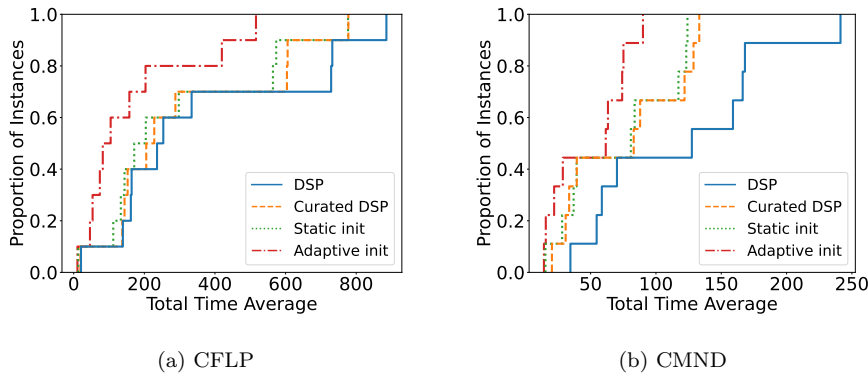 1.0
0.8
0.6
0.4
0.2
0.0
Proportion of Instances
DSP
Curated DSP
Static init
Adaptive init
0 200 400 600 800
Total Time Average
(a) CFLP
1.0
0.8
0.6
0.4
0.2
0.0
Proportion of Instances
DSP
Curated DSP
Static init
Adaptive init
50 100 150 200 250
Total Time Average
(b) CMND